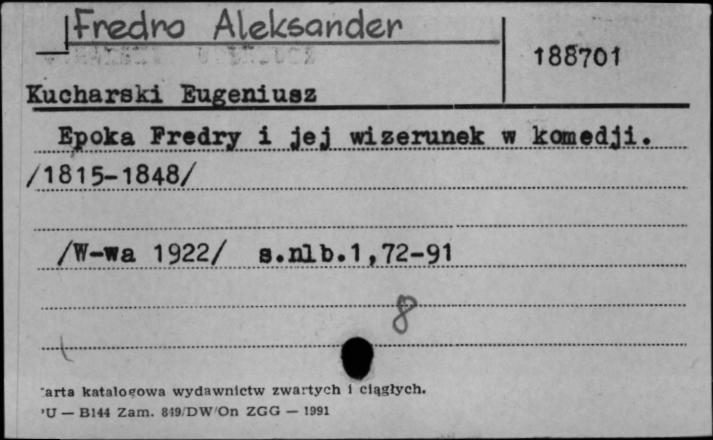 Fredro Aleksander
188701
Kucharski Eugeniusz
Epoka Fredry i jej wizerunek w komedji.
/1815-1848/
/W-wa 1922/ s.nlb.1,72-91
8
arta katalogowa wydawnictw zwartych i ciągłych.
U — B144 Zam. 849/DW/On ZGG — 1991